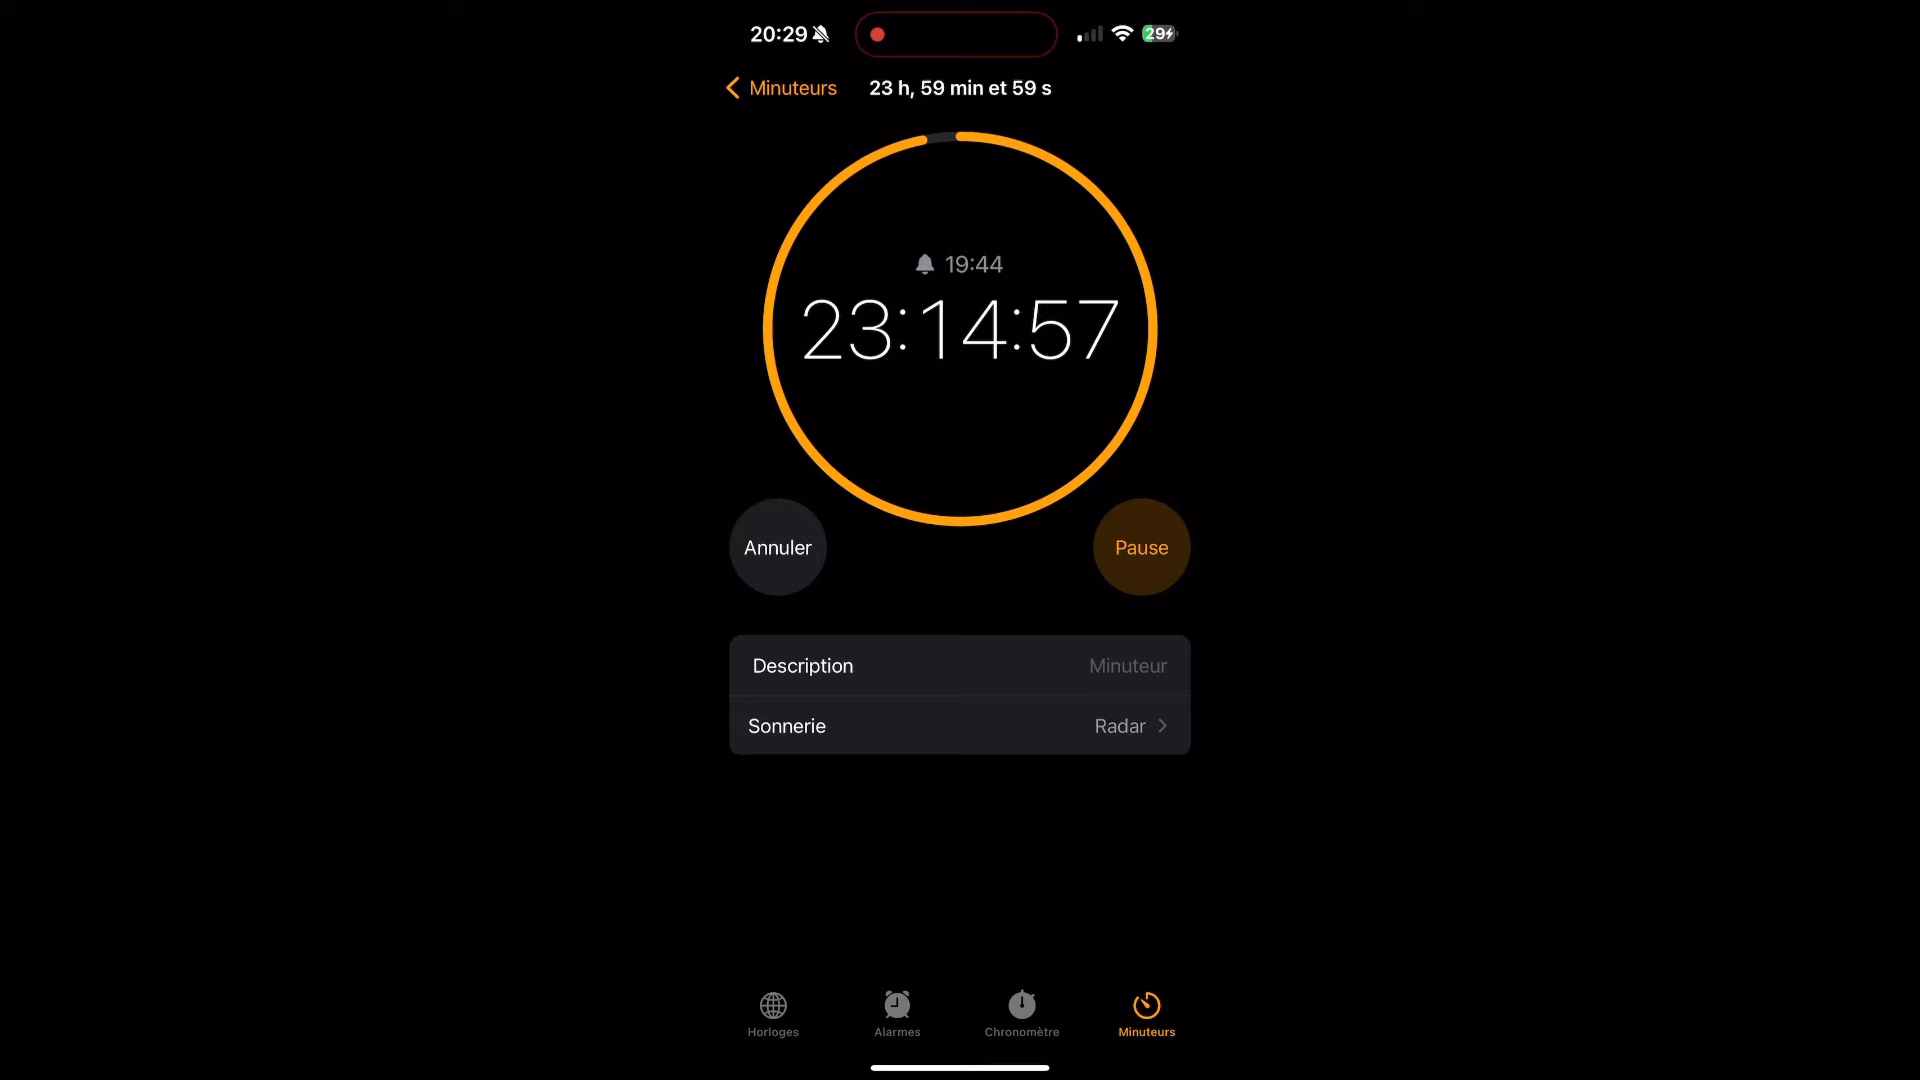 20:29
29
Minuteurs
23 h, 59 min et 59 s
19:44
23:14:57
Annuler
Pause
Description
Minuteur
Sonnerie
Radar
Horloges
Alarmes
Chronomètre
Minuteurs